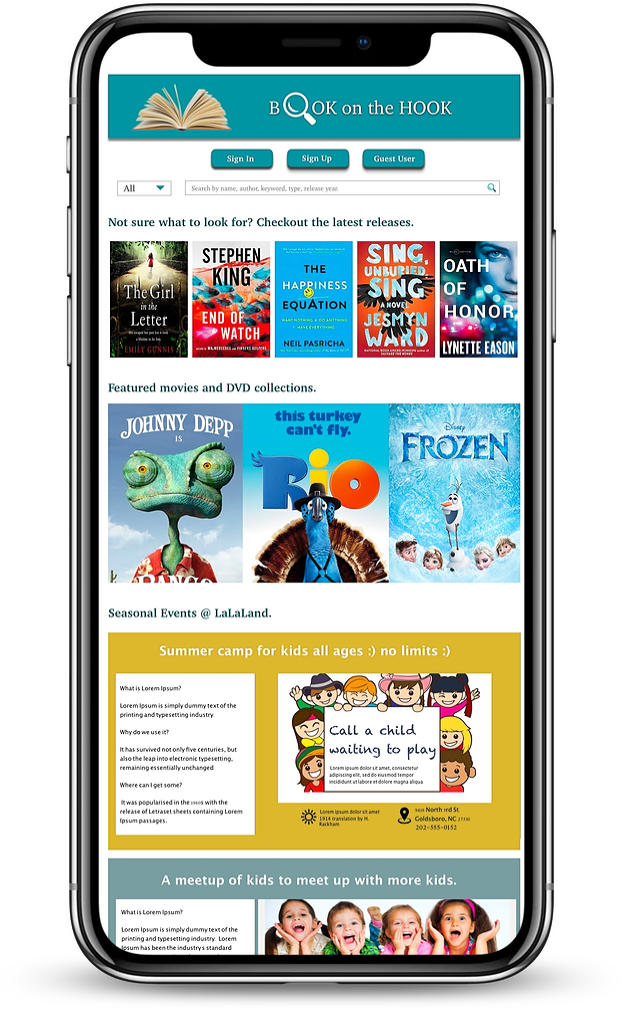 BOOK on the HOOK
Sign In
Sign Up
Guest User
All
Search by name, author, keyword, type, release year.
Not sure what to look for? Checkout the latest releases.
The Girl
in the
Letter
EMILY GUNNIS
STEPHEN
KING
END OF
WATCH
THE
HAPPINESS
EQUATION
WANT NOTHING + DO ANYTHING
= HAVE EVERYTHING
NEIL PASRICHA
SING,
UNBURIED,
SING
A NOVEL
JESMYN
WARD
OATH
OF
HONOR
LYNETTE EASON
Featured movies and DVD collections.
JOHNNY DEPP
IS
RANGO
this turkey
can't fly.
Rio
Disney
FROZEN
Seasonal Events @ LaLaLand.
Summer camp for kids all ages :) no limits :)
What is Lorem Ipsum?
Lorem Ipsum is simply dummy text of the
printing and typesetting industry
Why do we use it?
It has survived not only five centuries, but
also the leap into electronic typesetting,
remaining essentially unchanged
Where can I get some?
It was popularised in the 1960s with the
release of Letraset sheets containing Lorem
Ipsum passages.
Call a child
waiting to play
Lorem ipsum dolor sit amet, consectetur
adipiscing elit, sed do eiusmod tempor
incididunt ut labore et dolore magna aliqua
Lorem ipsum dolor sit amet
1914 translation by H.
Rackham
North 3rd St
Goldsboro, NC
202-555-0152
A meetup of kids to meet up with more kids.
What is Lorem Ipsum?
Lorem Ipsum is simply dummy text of the
printing and typesetting industry. Lorem
Ipsum has been the industry's standard